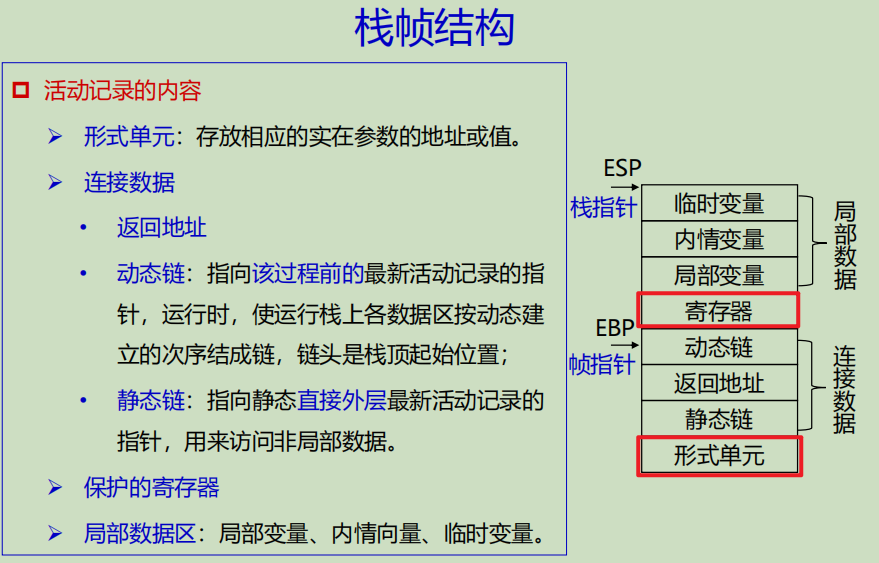 栈帧结构
活动记录的内容
形式单元：存放相应的实在参数的地址或值。
连接数据
返回地址
动态链：指向该过程前的最新活动记录的指
针，运行时，使运行栈上各数据区按动态建
立的次序结成链，链头是栈顶起始位置；
静态链：指向静态直接外层最新活动记录的
指针，用来访问非局部数据。
保护的寄存器
局部数据区：局部变量、内情向量、临时变量。
ESP
栈指针
临时变量
内情变量
局部变量
局部数据
寄存器
EBP
帧指针
动态链
返回地址
静态链
连接数据
形式单元